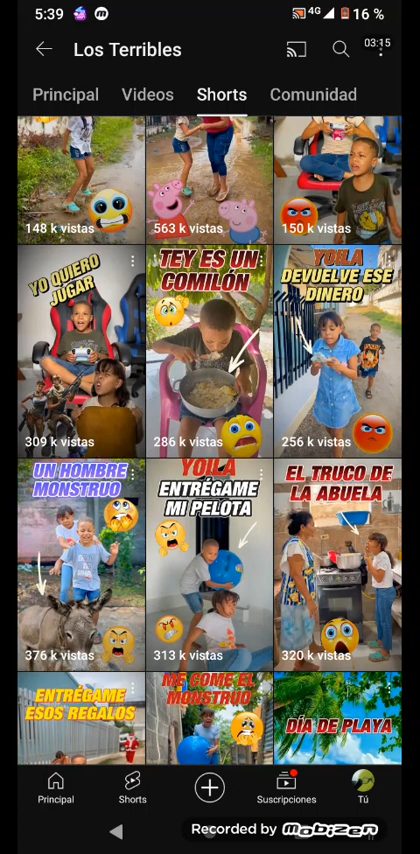 5:39
4G
16 %
Los Terribles
03:15
Principal
Videos
Shorts
Comunidad
148 k vistas
563 k vistas
150 k vistas
YO QUIERO
JUGAR
309 k vistas
TEY ES UN
COMILÓN
286 k vistas
YOILA
DEVUELVE ESE
DINERO
256 k vistas
UN HOMBRE
MONSTRUO
376 k vistas
YOILA
ENTRÉGAME
MI PELOTA
313 k vistas
EL TRUCO DE
LA ABUELA
320 k vistas
ENTRÉGAME
ESOS REGALOS
ME COME EL
MONSTRUO
DÍA DE PLAYA
Principal
Shorts
Suscripciones
Tú
Recorded by mobizen